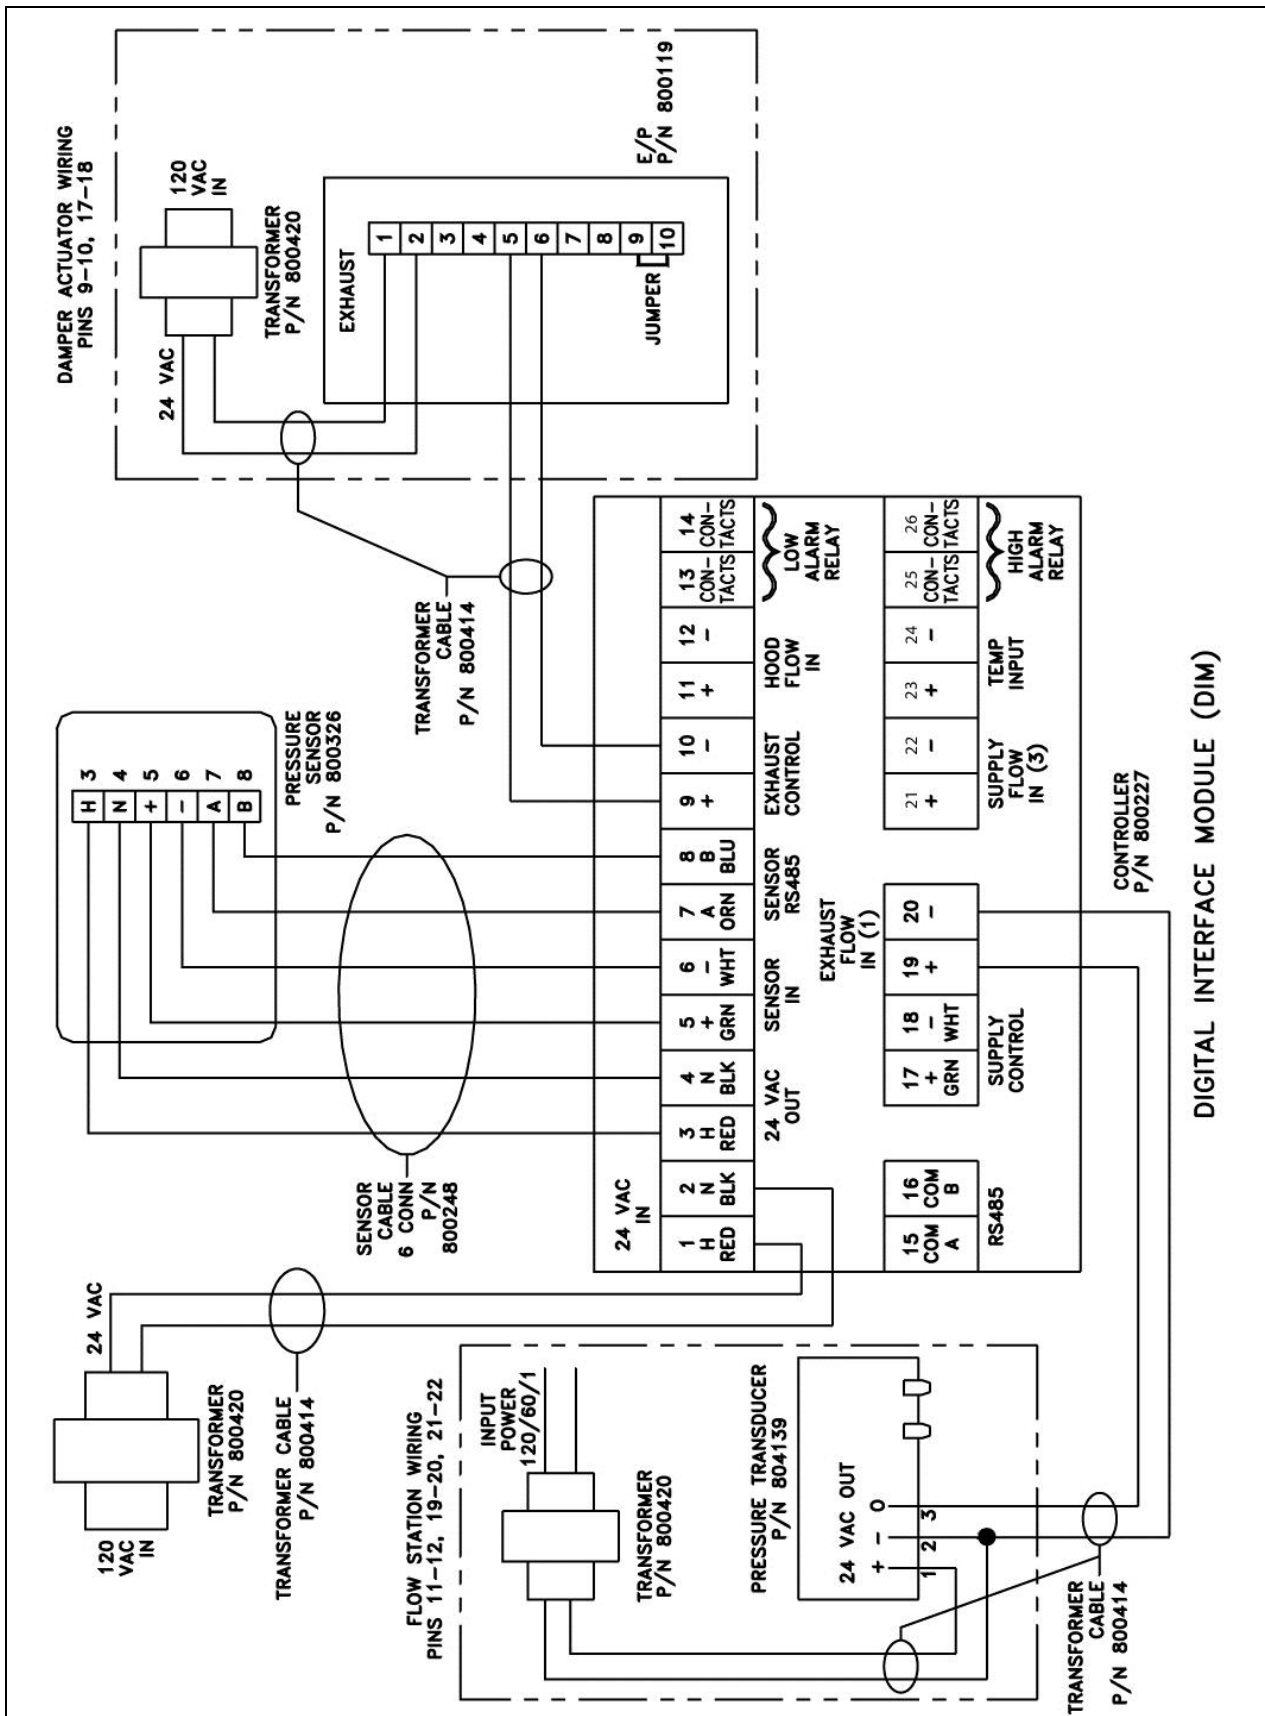 DAMPER ACTUATOR WIRING
PINS 9-10, 17-18
120
VAC
IN
24 VAC
TRANSFORMER
P/N 800420
EXHAUST
1
2
3
4
5
6
7
8
9
10
JUMPER
E/P
P/N 800119
3
4
5
6
7
8
H
N
+
-
A
B
PRESSURE
SENSOR
P/N 800326
TRANSFORMER
CABLE
P/N 800414
SENSOR
CABLE
6 CONN
P/N
800248
24 VAC
120
VAC
IN
TRANSFORMER
P/N 800420
TRANSFORMER CABLE
P/N 800414
24 VAC
IN
1 2 3 4 5 6 7 8 9 10 11 12 13 14
H N H N + - A B + - + - CON- CON-
RED BLK RED BLK GRN WHT ORN BLU TACTS TACTS
24 VAC
OUT
SENSOR
IN
SENSOR
RS485
EXHAUST
CONTROL
HOOD
FLOW
IN
LOW
ALARM
RELAY
EXHAUST
FLOW
IN (1)
15 16 17 18 19 20 21 22 23 24 25 26
COM COM + - + - + - + - CON- CON-
A B GRN WHT TACTS TACTS
RS485
SUPPLY
CONTROL
SUPPLY
FLOW
IN (3)
TEMP
INPUT
HIGH
ALARM
RELAY
CONTROLLER
P/N 800227
DIGITAL INTERFACE MODULE (DIM)
FLOW STATION WIRING
PINS 11-12, 19-20, 21-22
INPUT
POWER
120/60/1
TRANSFORMER
P/N 800420
PRESSURE TRANSDUCER
P/N 804139
24 VAC OUT
+ - O
1 2 3
TRANSFORMER
CABLE
P/N 800414